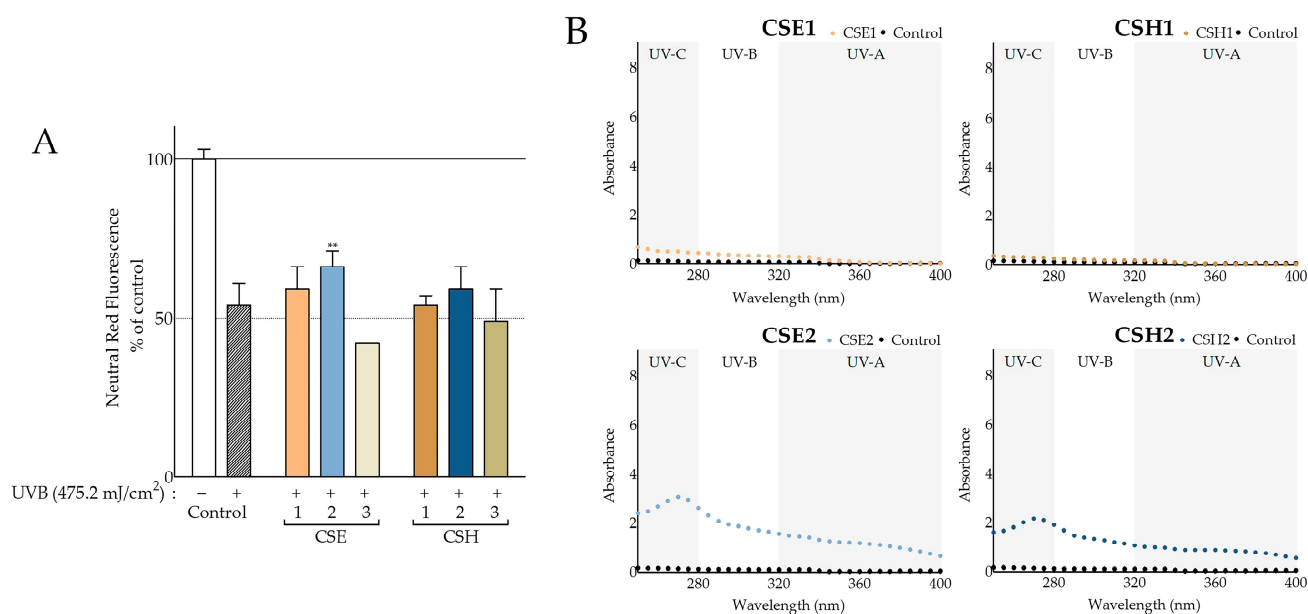 A
Neutral Red Fluorescence
% of control
100
50
0
UVB (475.2 mJ/cm²) : − + + + + + + +
Control 1 2 3 1 2 3
CSE CSH
B
CSE1 CSE1 Control
UV-C UV-B UV-A
Absorbance
8
6
4
2
0
280 320 360 400
Wavelength (nm)
CSH1 CSH1 Control
UV-C UV-B UV-A
Absorbance
8
6
4
2
0
280 320 360 400
Wavelength (nm)
CSE2 CSE2 Control
UV-C UV-B UV-A
Absorbance
8
6
4
2
0
280 320 360 400
Wavelength (nm)
CSH2 CSH2 Control
UV-C UV-B UV-A
Absorbance
8
6
4
2
0
280 320 360 400
Wavelength (nm)
**